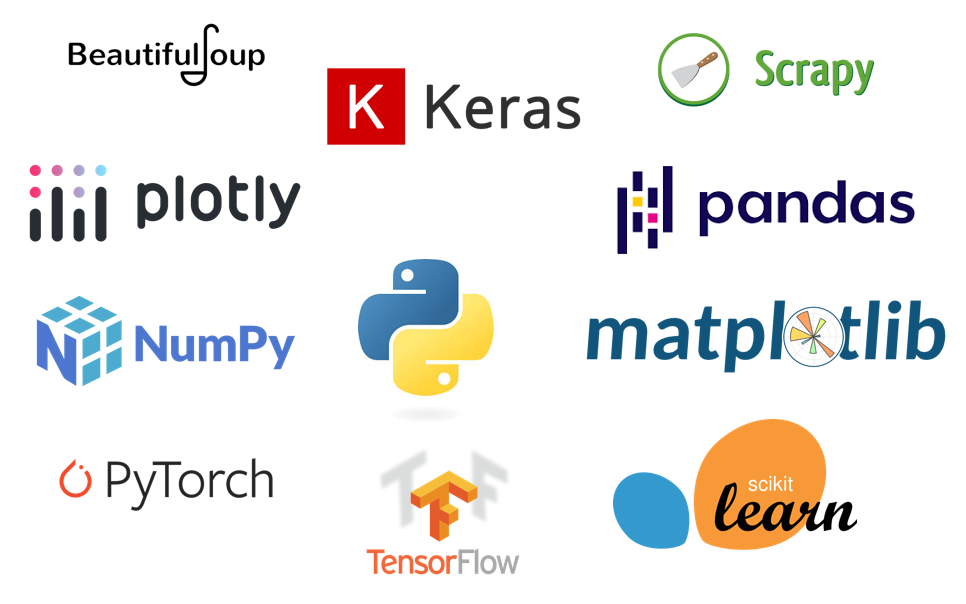 BeautifulSoup
K Keras
Scrapy
plotly
pandas
N NumPy
matplotlib
PyTorch
TensorFlow
scikit
learn